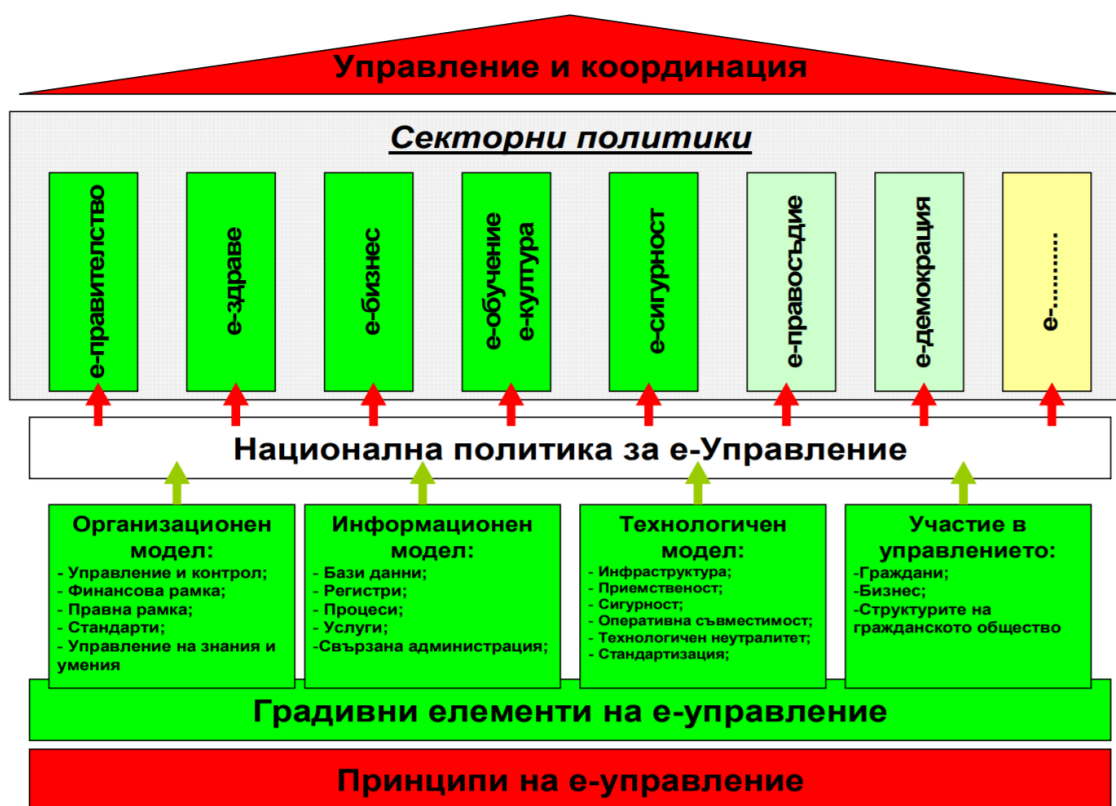 Управление и координация
Секторни политики
е-правителство
е-здраве
е-бизнес
е-обучение
е-култура
е-сигурност
е-правосъдие
е-демокрация
е-...........
Национална политика за е-Управление
Организационен
модел:
- Управление и контрол;
- Финансова рамка;
- Правна рамка;
- Стандарти;
- Управление на знания и
умения
Информационен
модел:
- Бази данни;
- Регистри;
- Процеси;
- Услуги;
-Свързана администрация;
Технологичен
модел:
- Инфраструктура;
- Приемственост;
- Сигурност;
- Оперативна съвместимост;
- Технологичен неутралитет;
- Стандартизация;
Участие в
управлението:
-Граждани;
-Бизнес;
-Структурите на
гражданското общество
Градивни елементи на е-управление
Принципи на е-управление